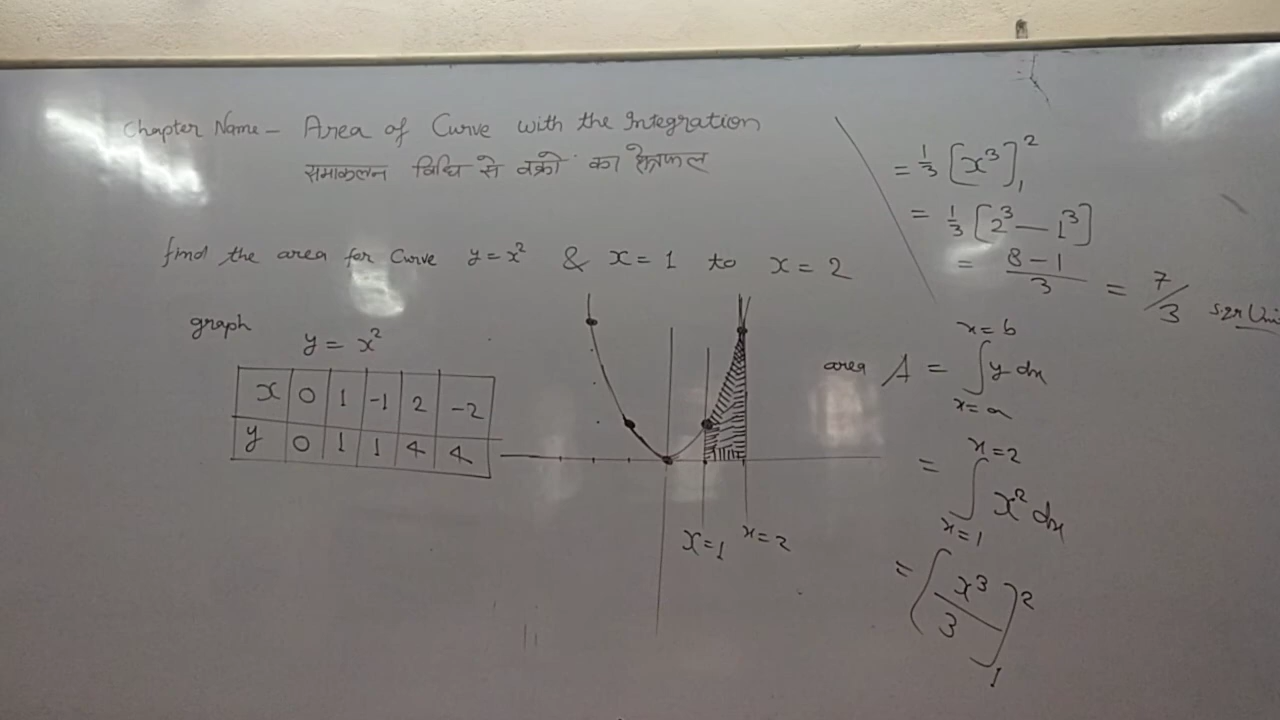 Chapter Name - Area of Curve with the Integration
समाकलन विधि से वक्रो का क्षेत्रफल
find the area for Curve y = x² & x = 1 to x = 2
graph
y = x²
x 0 1 -1 2 -2
y 0 1 1 4 4
x=1 x=2
area A = ∫_{x=a}^{x=b} y dx
= ∫_{x=1}^{x=2} x² dx
= [x³/3]₁²
= 1/3 [x³]₁²
= 1/3 [2³ - 1³]
= (8 - 1)/3 = 7/3 sqr Uni